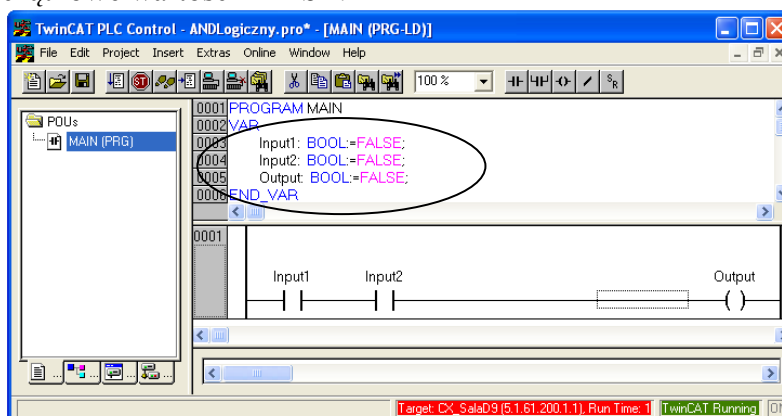 TwinCAT PLC Control - ANDLogiczny.pro* - [MAIN (PRG-LD)]
File Edit Project Insert Extras Online Window Help
100 %
POUs
MAIN (PRG)
0001 PROGRAM MAIN
0002 VAR
0003 Input1: BOOL:=FALSE;
0004 Input2: BOOL:=FALSE;
0005 Output: BOOL:=FALSE;
0006 END_VAR
0001
Input1 Input2 Output
Target: CX_SalaD9 (5.1.61.200.1.1), Run Time: 1 TwinCAT Running